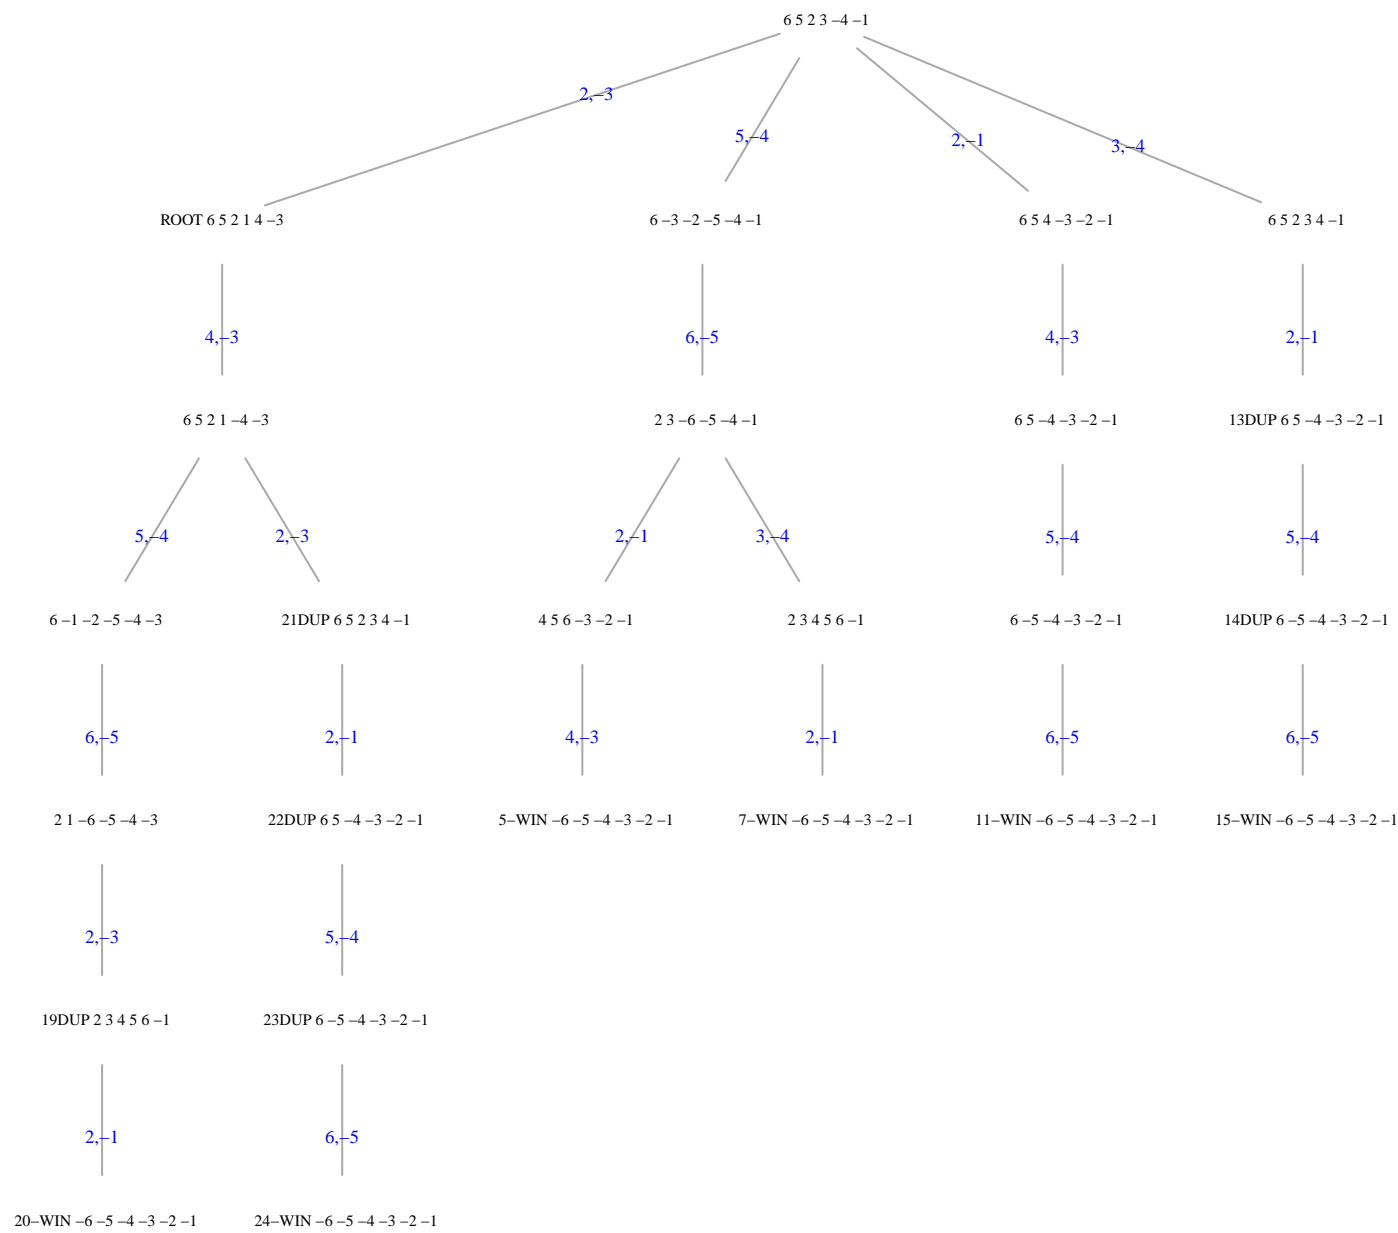 6 5 2 3 –4 –1
2,–3
5,–4
2,–1
3,–4
ROOT 6 5 2 1 4 –3
6 –3 –2 –5 –4 –1
6 5 4 –3 –2 –1
6 5 2 3 4 –1
4,–3
6,–5
4,–3
2,–1
6 5 2 1 –4 –3
2 3 –6 –5 –4 –1
6 5 –4 –3 –2 –1
13DUP 6 5 –4 –3 –2 –1
5,–4
2,–3
2,–1
3,–4
5,–4
5,–4
6 –1 –2 –5 –4 –3
21DUP 6 5 2 3 4 –1
4 5 6 –3 –2 –1
2 3 4 5 6 –1
6 –5 –4 –3 –2 –1
14DUP 6 –5 –4 –3 –2 –1
6,–5
2,–1
4,–3
2,–1
6,–5
6,–5
2 1 –6 –5 –4 –3
22DUP 6 5 –4 –3 –2 –1
5–WIN –6 –5 –4 –3 –2 –1
7–WIN –6 –5 –4 –3 –2 –1
11–WIN –6 –5 –4 –3 –2 –1
15–WIN –6 –5 –4 –3 –2 –1
2,–3
5,–4
19DUP 2 3 4 5 6 –1
23DUP 6 –5 –4 –3 –2 –1
2,–1
6,–5
20–WIN –6 –5 –4 –3 –2 –1
24–WIN –6 –5 –4 –3 –2 –1